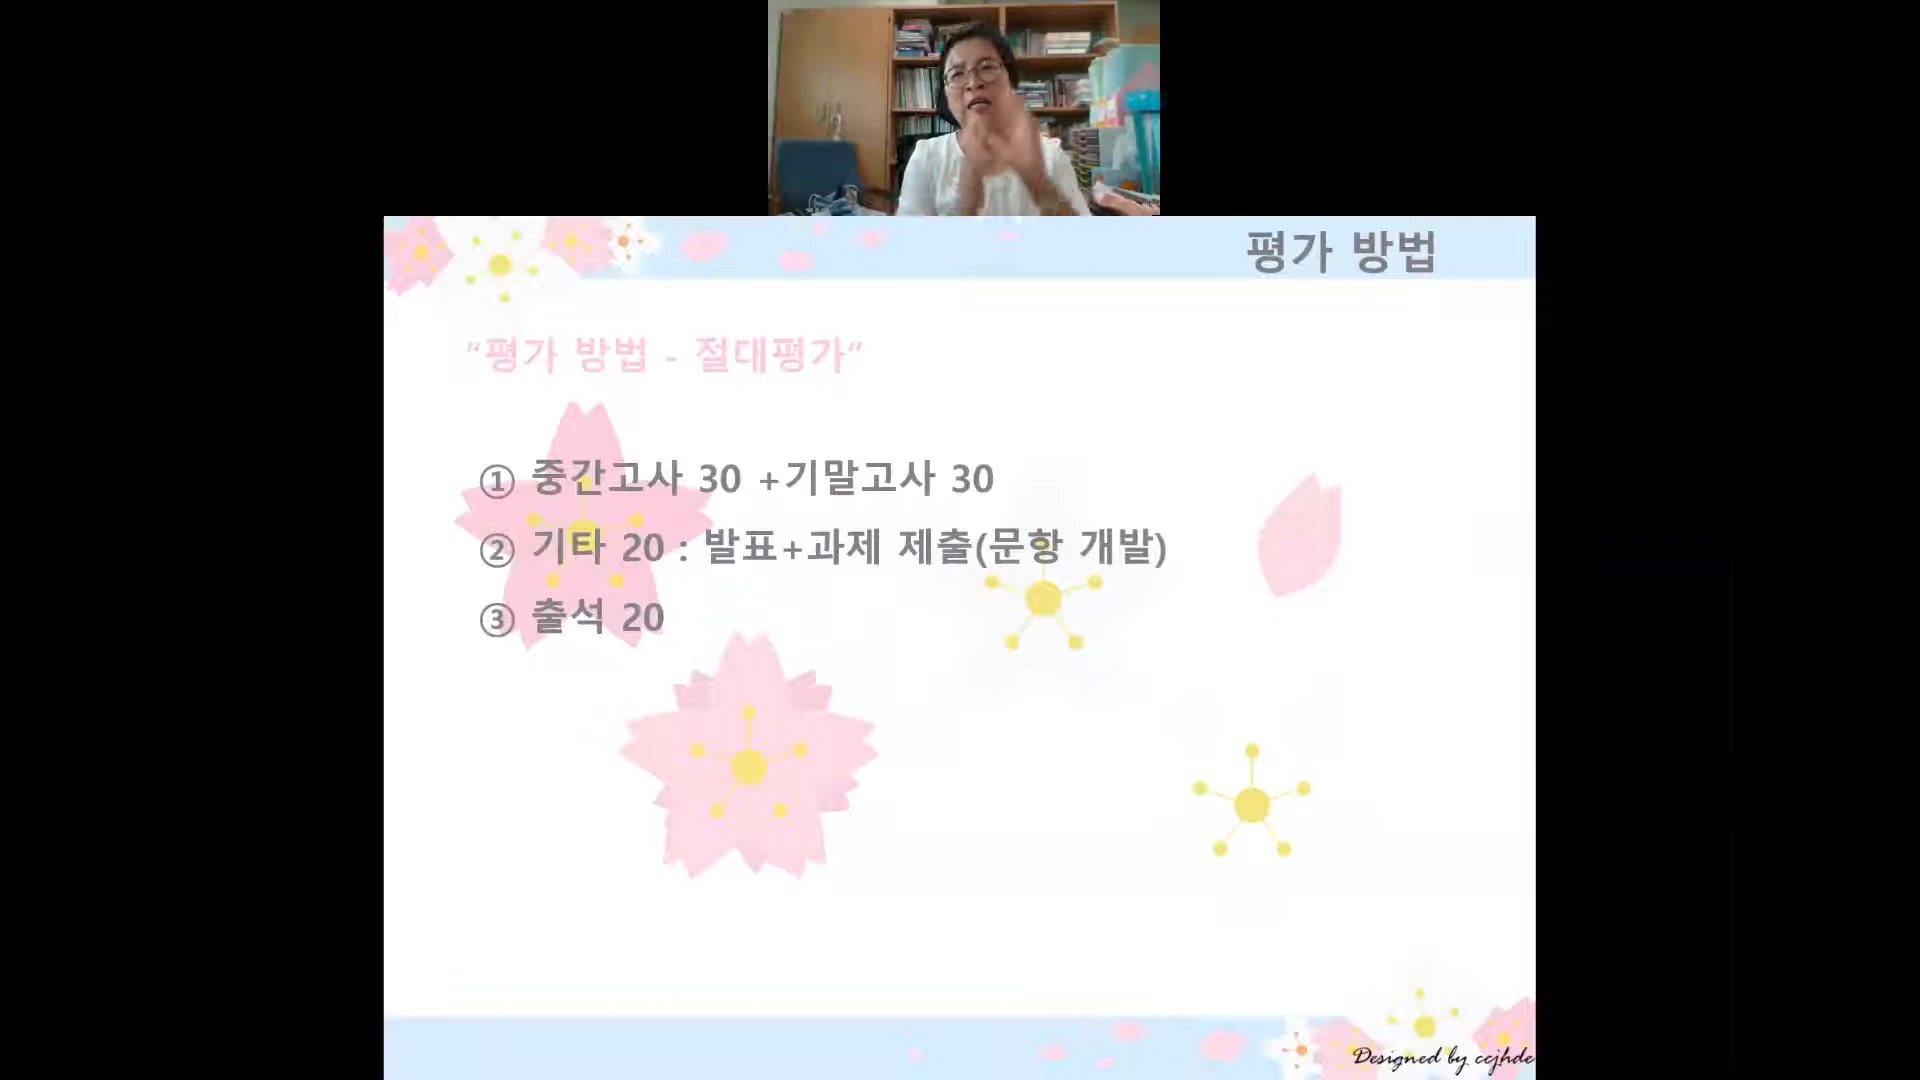 평가 방법
“평가 방법 - 절대평가”
① 중간고사 30 +기말고사 30
② 기타 20 : 발표+과제 제출(문항 개발)
③ 출석 20
Designed by ccjhde